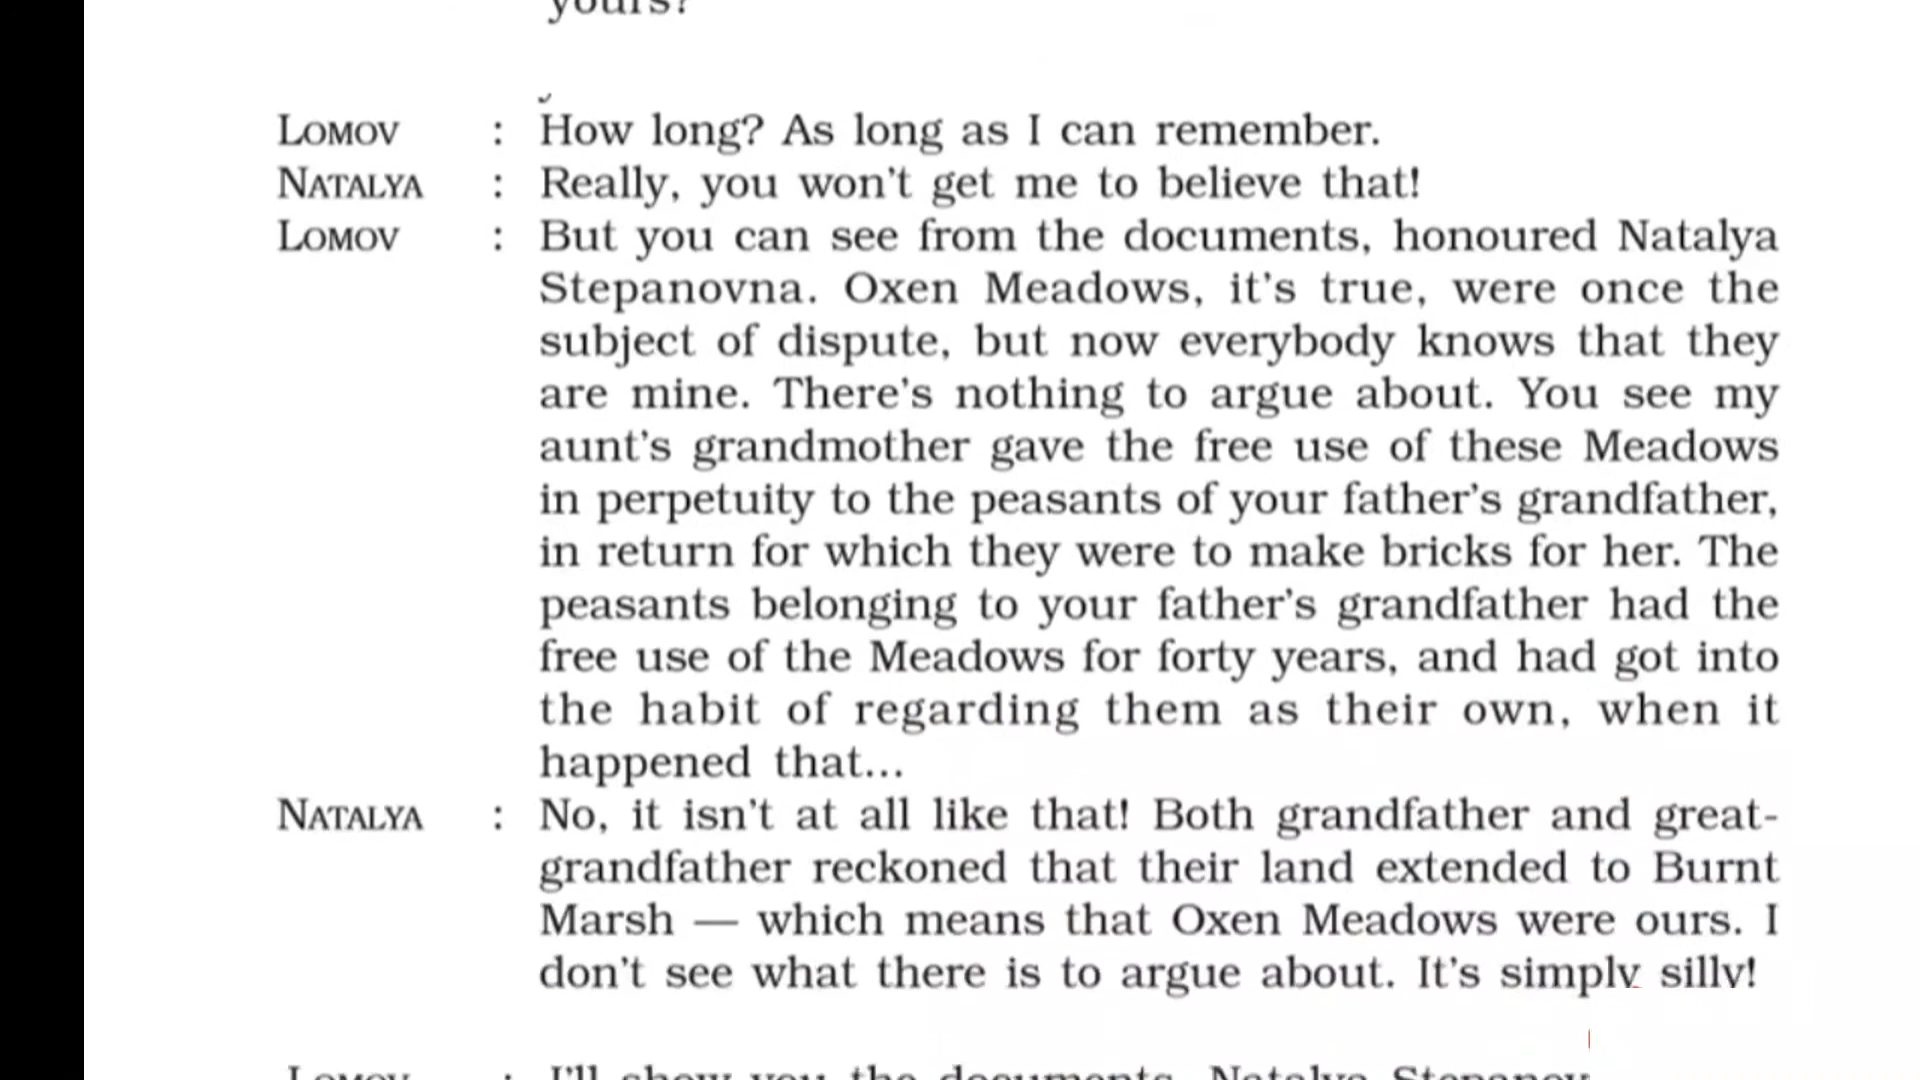 yours?
LOMOV : How long? As long as I can remember.
NATALYA : Really, you won't get me to believe that!
LOMOV : But you can see from the documents, honoured Natalya
Stepanovna. Oxen Meadows, it's true, were once the
subject of dispute, but now everybody knows that they
are mine. There's nothing to argue about. You see my
aunt's grandmother gave the free use of these Meadows
in perpetuity to the peasants of your father's grandfather,
in return for which they were to make bricks for her. The
peasants belonging to your father's grandfather had the
free use of the Meadows for forty years, and had got into
the habit of regarding them as their own, when it
happened that...
NATALYA : No, it isn't at all like that! Both grandfather and great-
grandfather reckoned that their land extended to Burnt
Marsh — which means that Oxen Meadows were ours. I
don't see what there is to argue about. It's simply silly!
LOMOV : I'll show you the documents, Natalya Stepanov